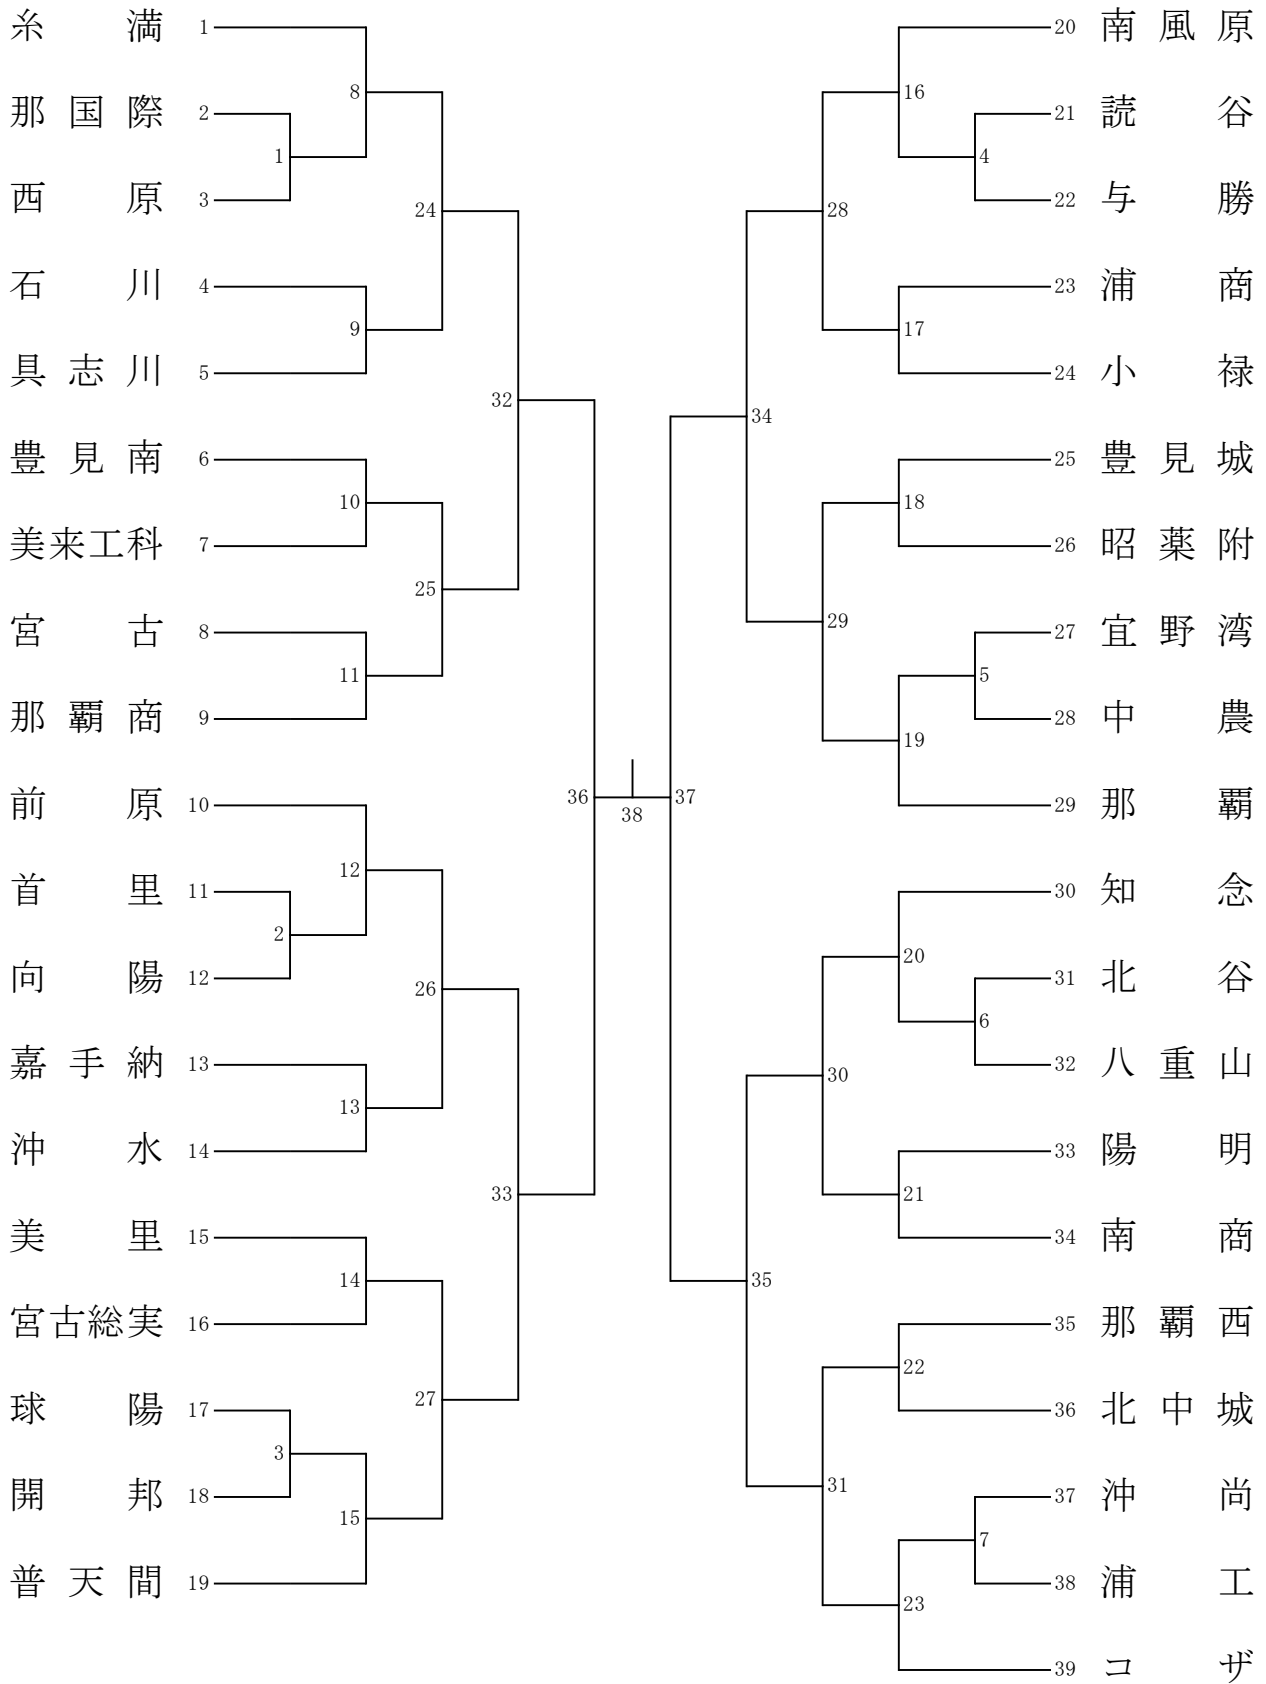 糸満 1
那国際 2
西原 3
石川 4
具志川 5
豊見南 6
美来工科 7
宮古 8
那覇商 9
前原 10
首里 11
向陽 12
嘉手納 13
沖水 14
美里 15
宮古総実 16
球陽 17
開邦 18
普天間 19
1
2
3
8
9
10
11
12
13
14
15
24
25
26
27
32
33
36
38
37
34
35
28
29
30
31
16
17
18
19
20
21
22
23
4
5
6
7
20 南風原
21 読谷
22 与勝
23 浦商
24 小禄
25 豊見城
26 昭薬附
27 宜野湾
28 中農
29 那覇
30 知念
31 北谷
32 八重山
33 陽明
34 南商
35 那覇西
36 北中城
37 沖尚
38 浦工
39 コザ